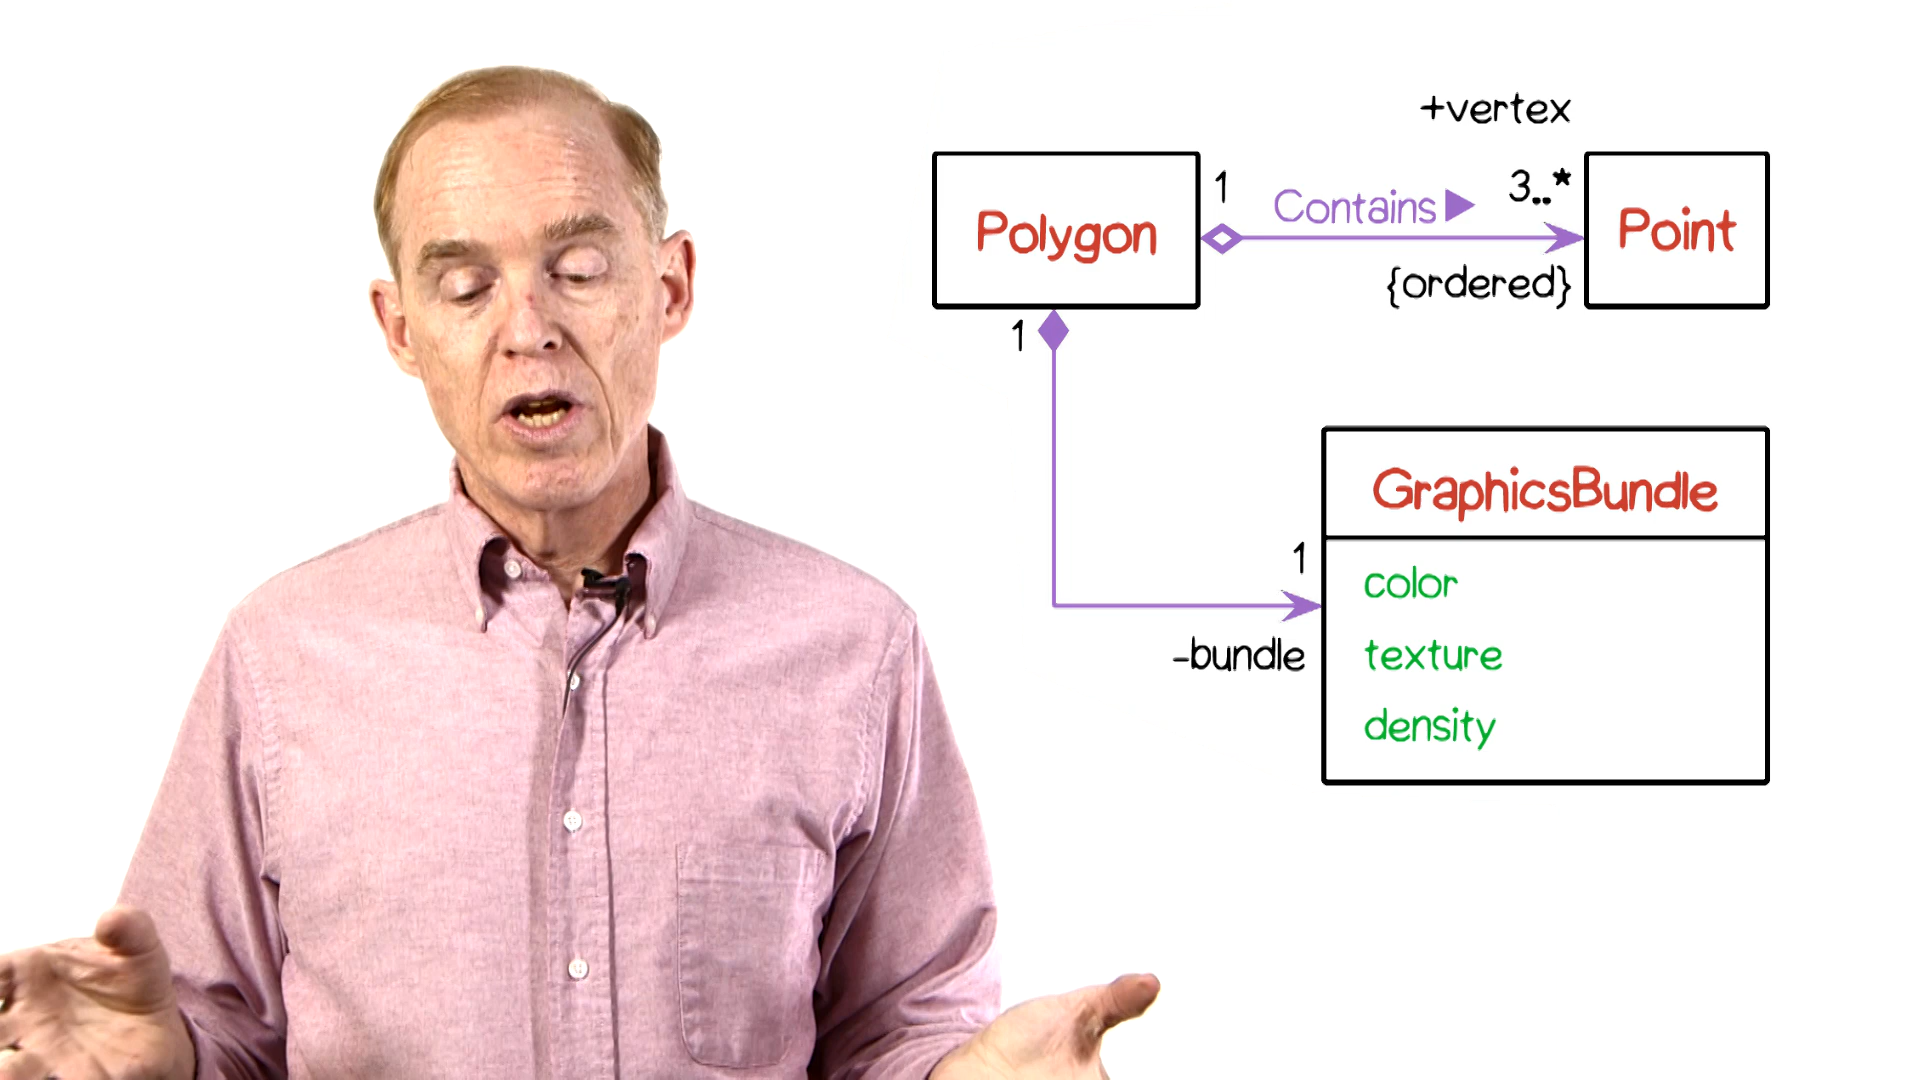 +vertex
Polygon
1
Contains
3..*
Point
{ordered}
1
GraphicsBundle
1
color
-bundle
texture
density